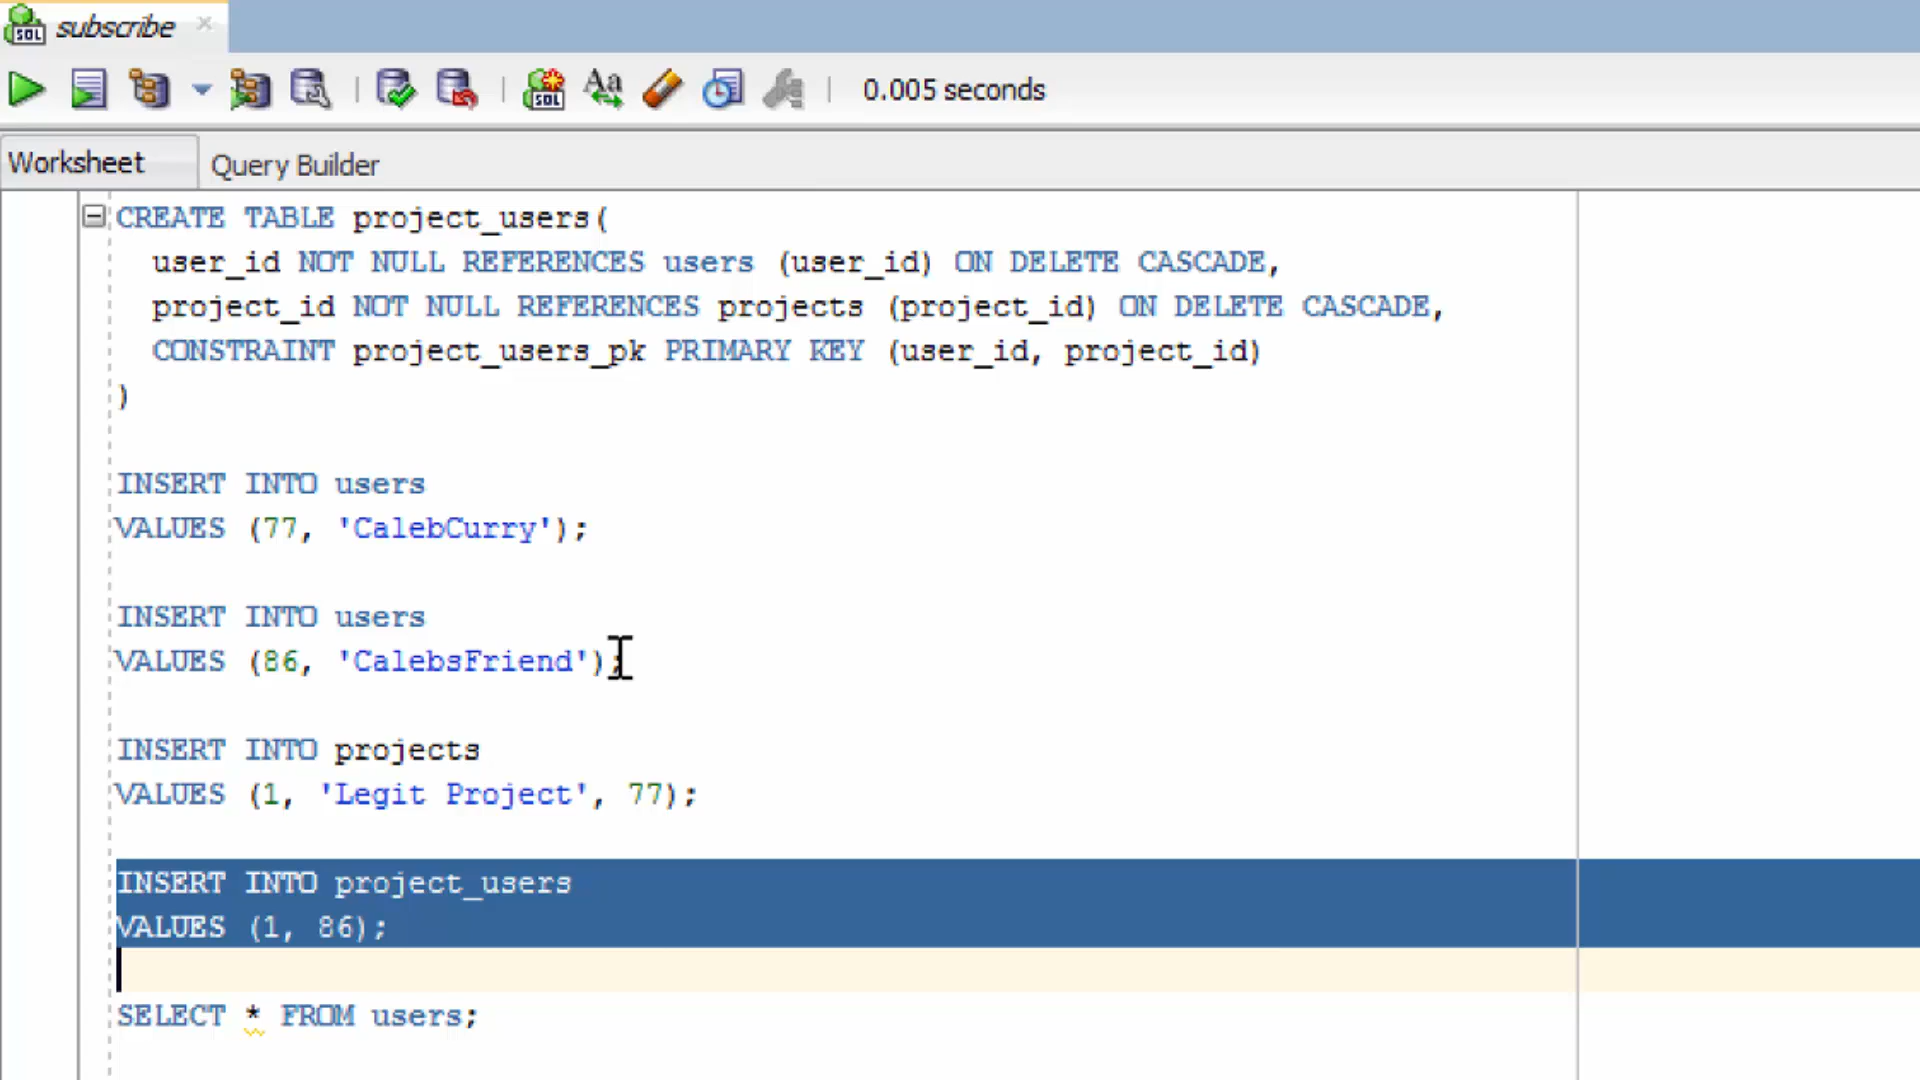 SQL subscribe
SQL 0.005 seconds
Worksheet Query Builder
CREATE TABLE project_users(
user_id NOT NULL REFERENCES users (user_id) ON DELETE CASCADE,
project_id NOT NULL REFERENCES projects (project_id) ON DELETE CASCADE,
CONSTRAINT project_users_pk PRIMARY KEY (user_id, project_id)
)
INSERT INTO users
VALUES (77, 'CalebCurry');
INSERT INTO users
VALUES (86, 'CalebsFriend');
INSERT INTO projects
VALUES (1, 'Legit Project', 77);
INSERT INTO project_users
VALUES (1, 86);
SELECT * FROM users;